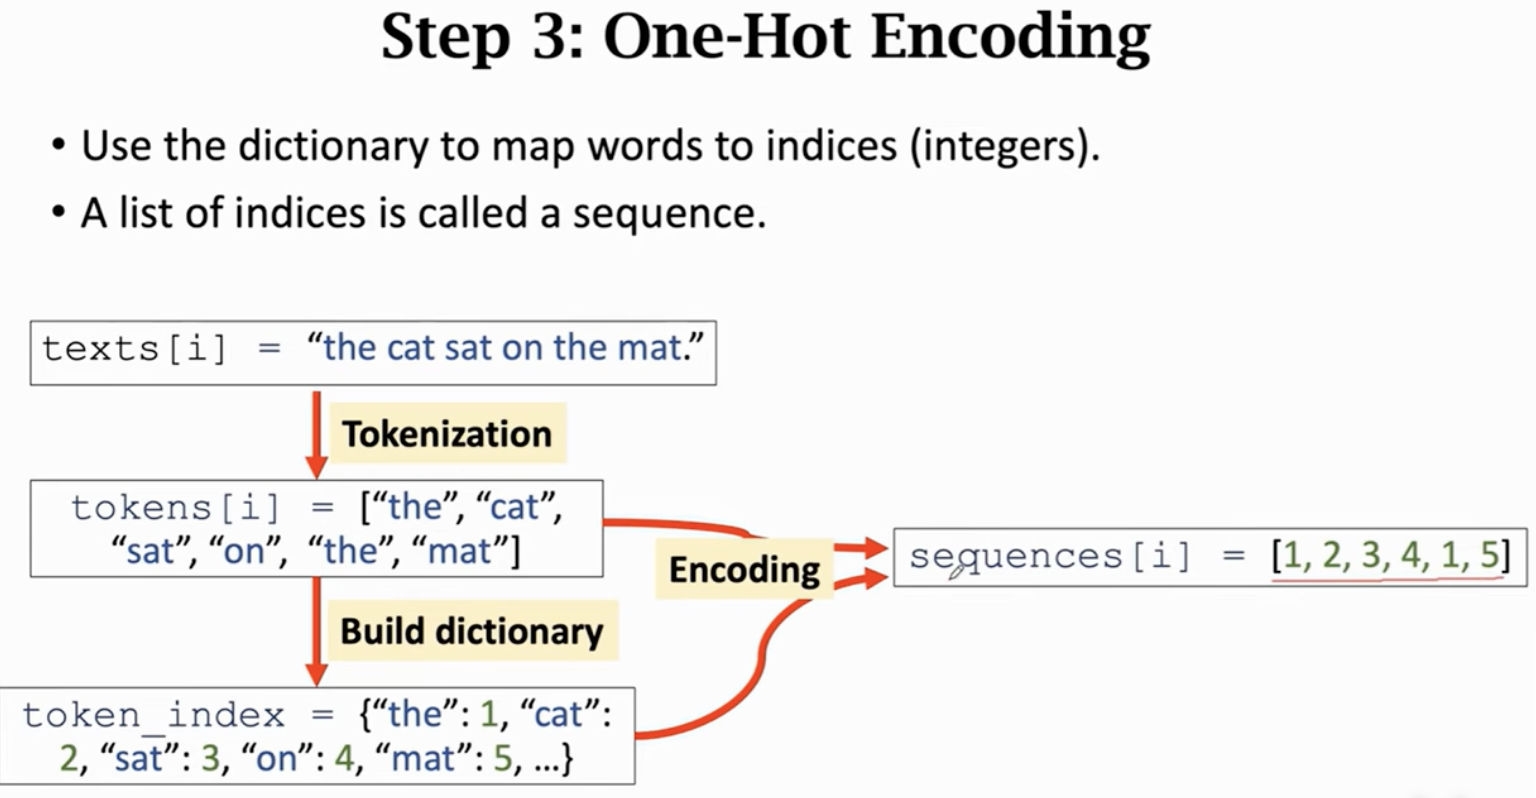 Step 3: One-Hot Encoding
• Use the dictionary to map words to indices (integers).
• A list of indices is called a sequence.
texts[i] = “the cat sat on the mat.”
Tokenization
tokens[i] = [“the”, “cat”,
“sat”, “on”, “the”, “mat”]
Encoding
sequences[i] = [1, 2, 3, 4, 1, 5]
Build dictionary
token_index = {“the”: 1, “cat”:
2, “sat”: 3, “on”: 4, “mat”: 5, …}